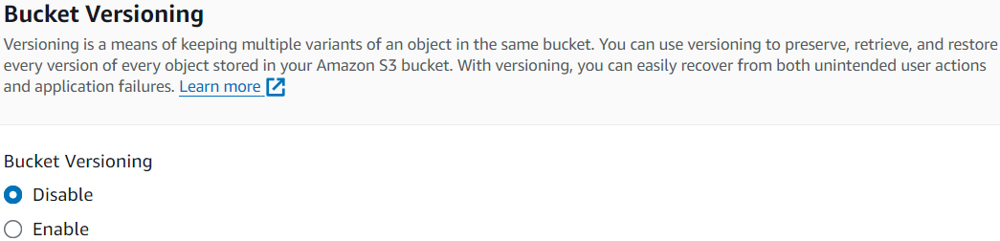 Bucket Versioning
Versioning is a means of keeping multiple variants of an object in the same bucket. You can use versioning to preserve, retrieve, and restore
every version of every object stored in your Amazon S3 bucket. With versioning, you can easily recover from both unintended user actions
and application failures. Learn more
Bucket Versioning
Disable
Enable